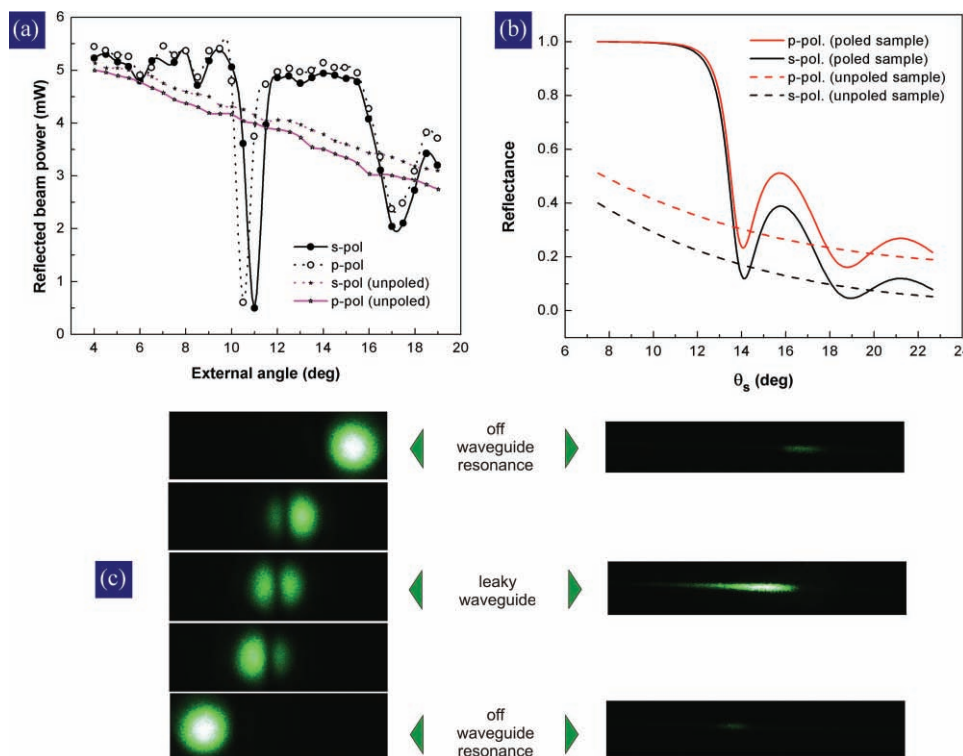 (a)
Reflected beam power (mW)
6
5
4
3
2
1
0
s-pol
p-pol
s-pol (unpoled)
p-pol (unpoled)
4 6 8 10 12 14 16 18 20
External angle (deg)
(b)
Reflectance
1.0
0.8
0.6
0.4
0.2
0.0
p-pol. (poled sample)
s-pol. (poled sample)
p-pol. (unpoled sample)
s-pol. (unpoled sample)
6 8 10 12 14 16 18 20 22 24
θs (deg)
(c)
off
waveguide
resonance
leaky
waveguide
off
waveguide
resonance